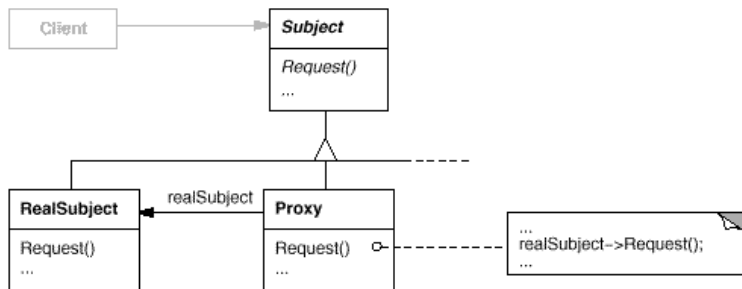 Client
Subject
Request()
...
realSubject
RealSubject
Request()
...
Proxy
Request()
...
...
realSubject->Request();
...